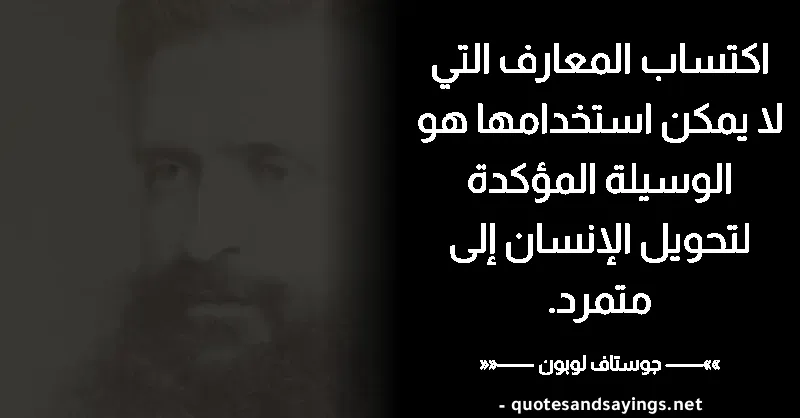 اكتساب المعارف التي
لا يمكن استخدامها هو
الوسيلة المؤكدة
لتحويل الإنسان إلى
متمرد.
»»—— جوستاف لوبون ——««
- quotesandsayings.net